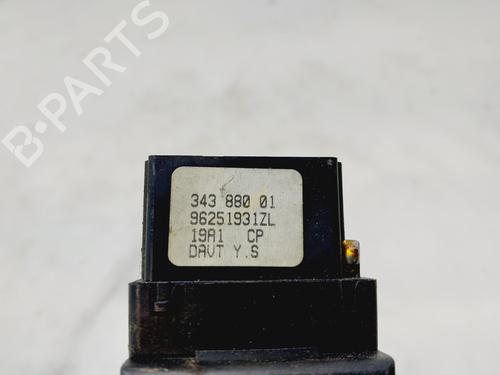 B-PARTS
343 880 01
96251931ZL
19A1 CP
DAVT Y.S